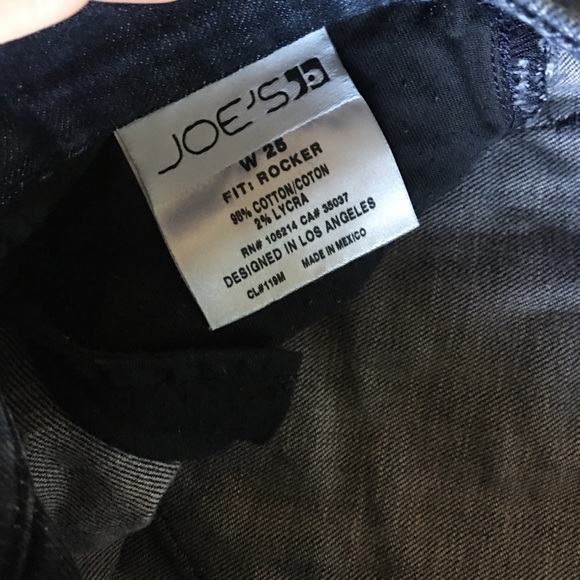 JOE'S
W 25
FIT: ROCKER
98% COTTON/COTON
2% LYCRA
RN# 106214 CA# 35037
DESIGNED IN LOS ANGELES
CL#119M MADE IN MEXICO